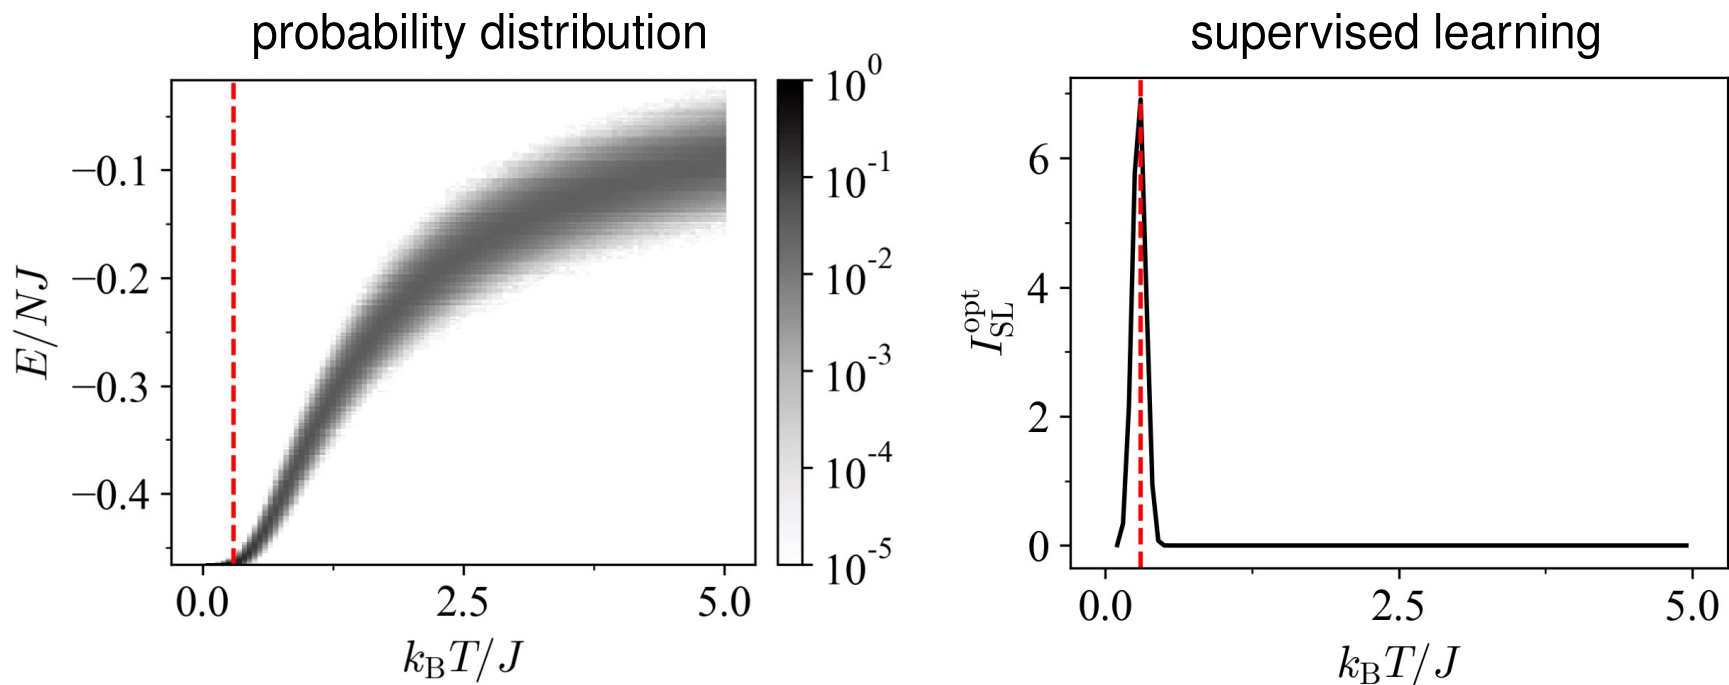 probability distribution
−0.1
−0.2
−0.3
−0.4
E/NJ
0.0 2.5 5.0
k_B T/J
10^0
10^-1
10^-2
10^-3
10^-4
10^-5
supervised learning
6
4
2
0
I_SL^opt
0.0 2.5 5.0
k_B T/J